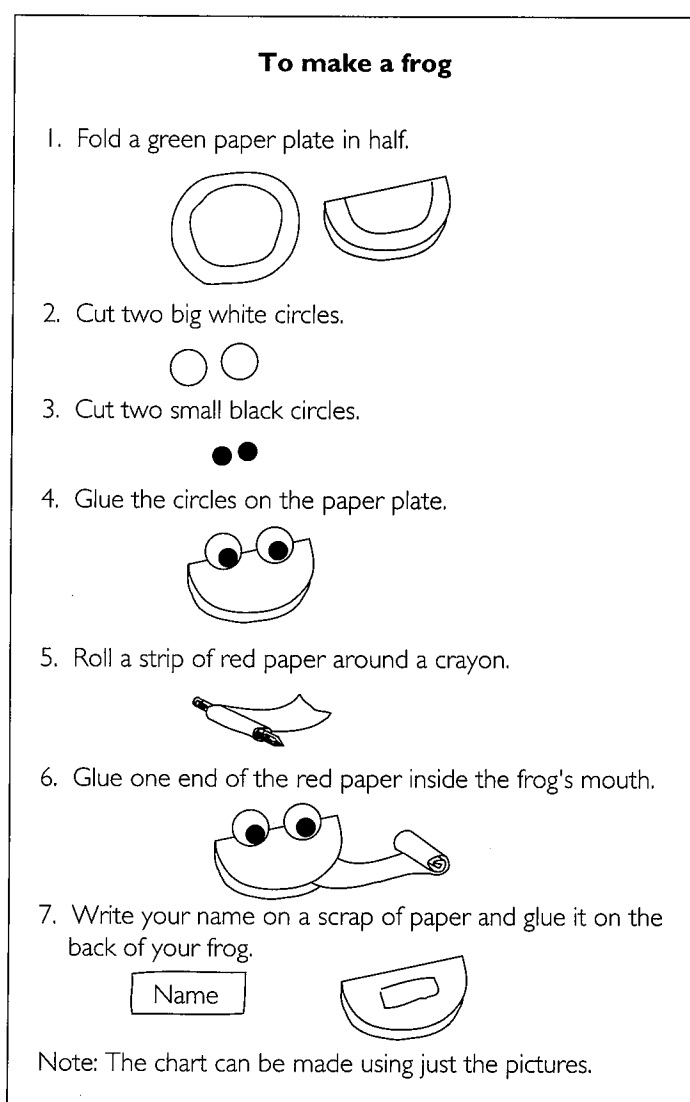 To make a frog
1. Fold a green paper plate in half.
2. Cut two big white circles.
3. Cut two small black circles.
4. Glue the circles on the paper plate.
5. Roll a strip of red paper around a crayon.
6. Glue one end of the red paper inside the frog's mouth.
7. Write your name on a scrap of paper and glue it on the
back of your frog.
Name
Note: The chart can be made using just the pictures.